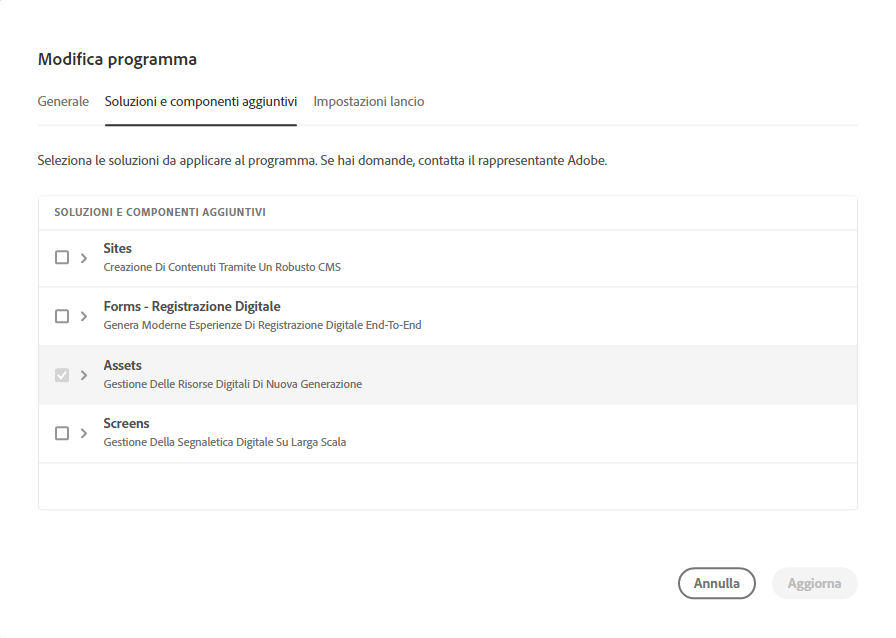 Modifica programma
Generale Soluzioni e componenti aggiuntivi Impostazioni lancio
Seleziona le soluzioni da applicare al programma. Se hai domande, contatta il rappresentante Adobe.
SOLUZIONI E COMPONENTI AGGIUNTIVI
Sites
Creazione Di Contenuti Tramite Un Robusto CMS
Forms - Registrazione Digitale
Genera Moderne Esperienze Di Registrazione Digitale End-To-End
Assets
Gestione Delle Risorse Digitali Di Nuova Generazione
Screens
Gestione Della Segnaletica Digitale Su Larga Scala
Annulla Aggiorna